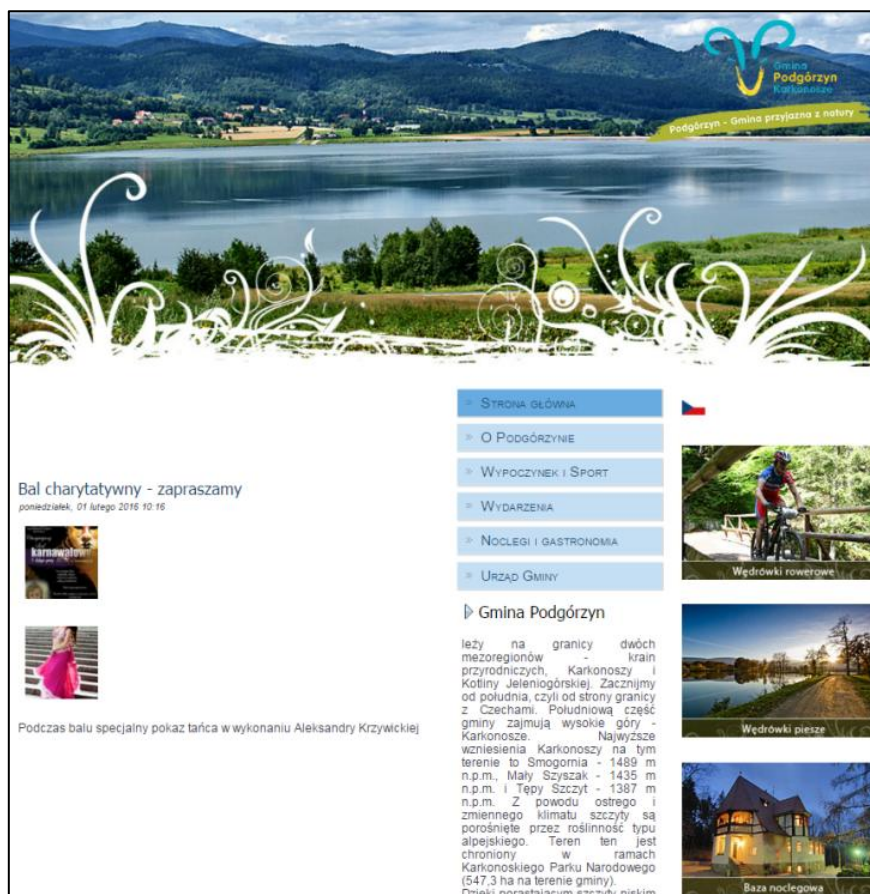 Gmina
Podgórzyn
Karkonosze
Podgórzyn - Gmina przyjazna z natury
» Strona główna
» O Podgórzynie
» Wypoczynek i Sport
» Wydarzenia
» Noclegi i gastronomia
» Urząd Gminy
Bal charytatywny - zapraszamy
poniedziałek, 01 lutego 2016 10:16
karnawałowy
Podczas balu specjalny pokaz tańca w wykonaniu Aleksandry Krzywickiej
Gmina Podgórzyn
leży na granicy dwóch
mezoregionów - krain
przyrodniczych, Karkonoszy i
Kotliny Jeleniogórskiej. Zacznijmy
od południa, czyli od strony granicy
z Czechami. Południową część
gminy zajmują wysokie góry -
Karkonosze. Najwyższe
wzniesienia Karkonoszy na tym
terenie to Smogornia - 1489 m
n.p.m., Mały Szyszak - 1435 m
n.p.m. i Tępy Szczyt - 1387 m
n.p.m. Z powodu ostrego i
zmiennego klimatu szczyty są
porośnięte przez roślinność typu
alpejskiego. Teren ten jest
chroniony w ramach
Karkonoskiego Parku Narodowego
(547,3 ha na terenie gminy).
Dzięki porastającym szczyty niskim
Wędrówki rowerowe
Wędrówki piesze
Baza noclegowa